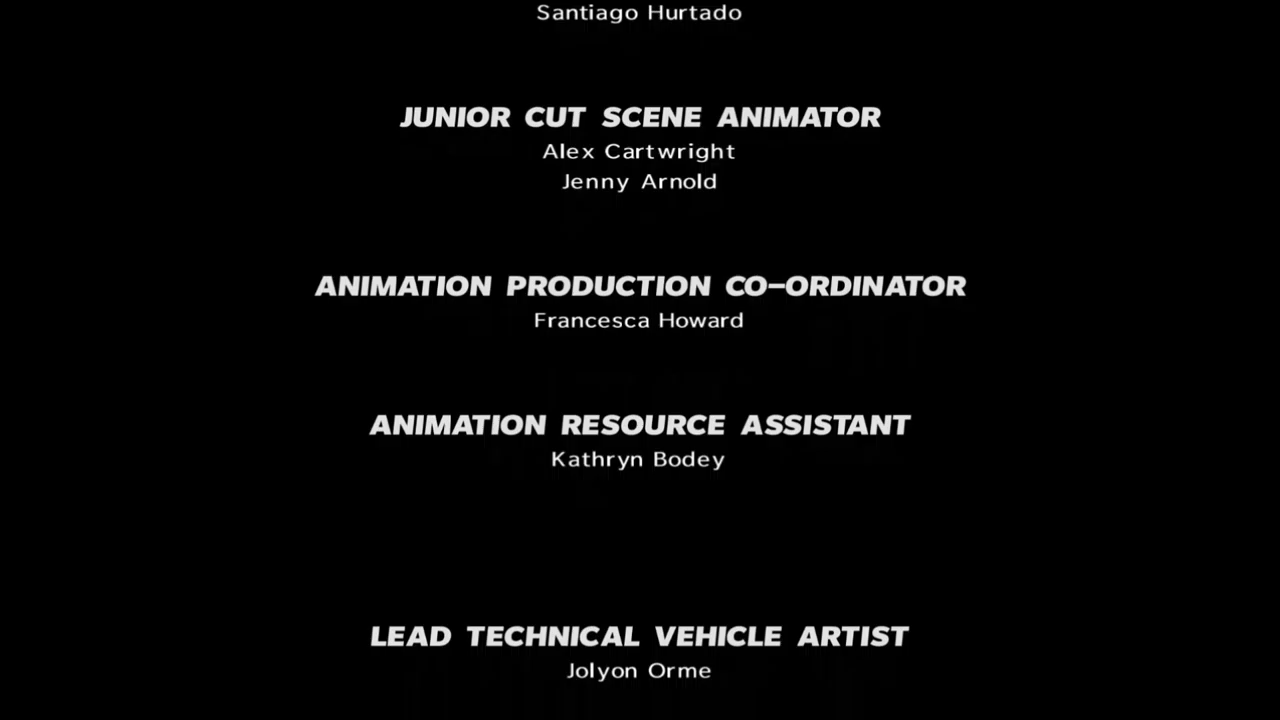 Santiago Hurtado
JUNIOR CUT SCENE ANIMATOR
Alex Cartwright
Jenny Arnold
ANIMATION PRODUCTION CO-ORDINATOR
Francesca Howard
ANIMATION RESOURCE ASSISTANT
Kathryn Bodey
LEAD TECHNICAL VEHICLE ARTIST
Jolyon Orme